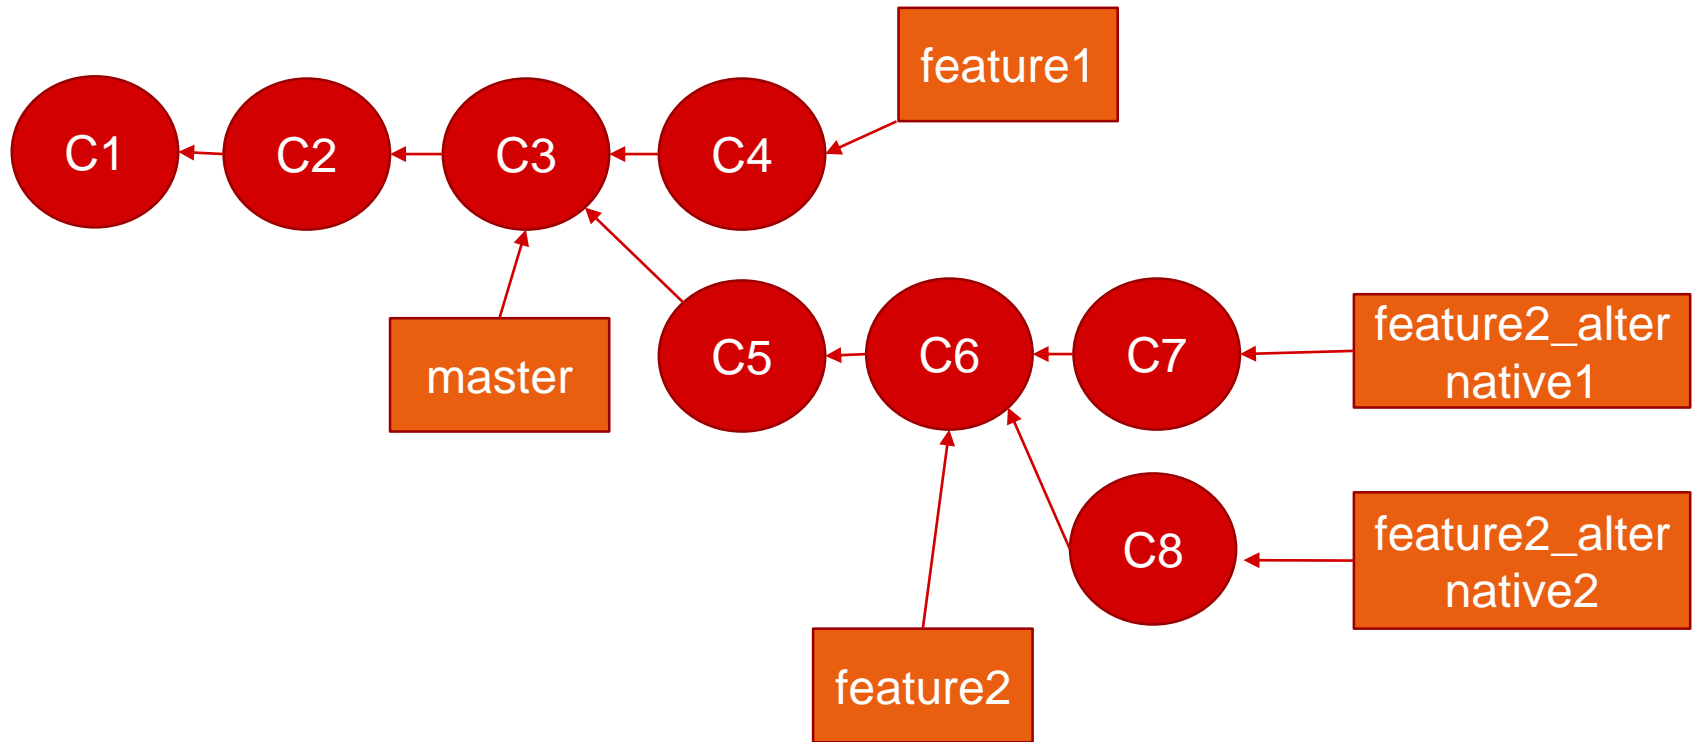 feature1
C1
C2
C3
C4
master
C5
C6
C7
feature2_alter
native1
C8
feature2_alter
native2
feature2